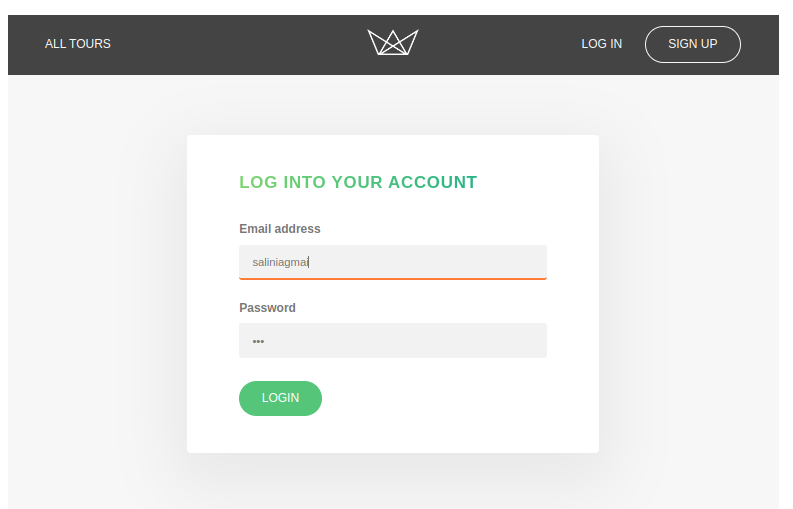 ALL TOURS
LOG IN
SIGN UP
LOG INTO YOUR ACCOUNT
Email address
saliniagmai
Password
•••
LOGIN